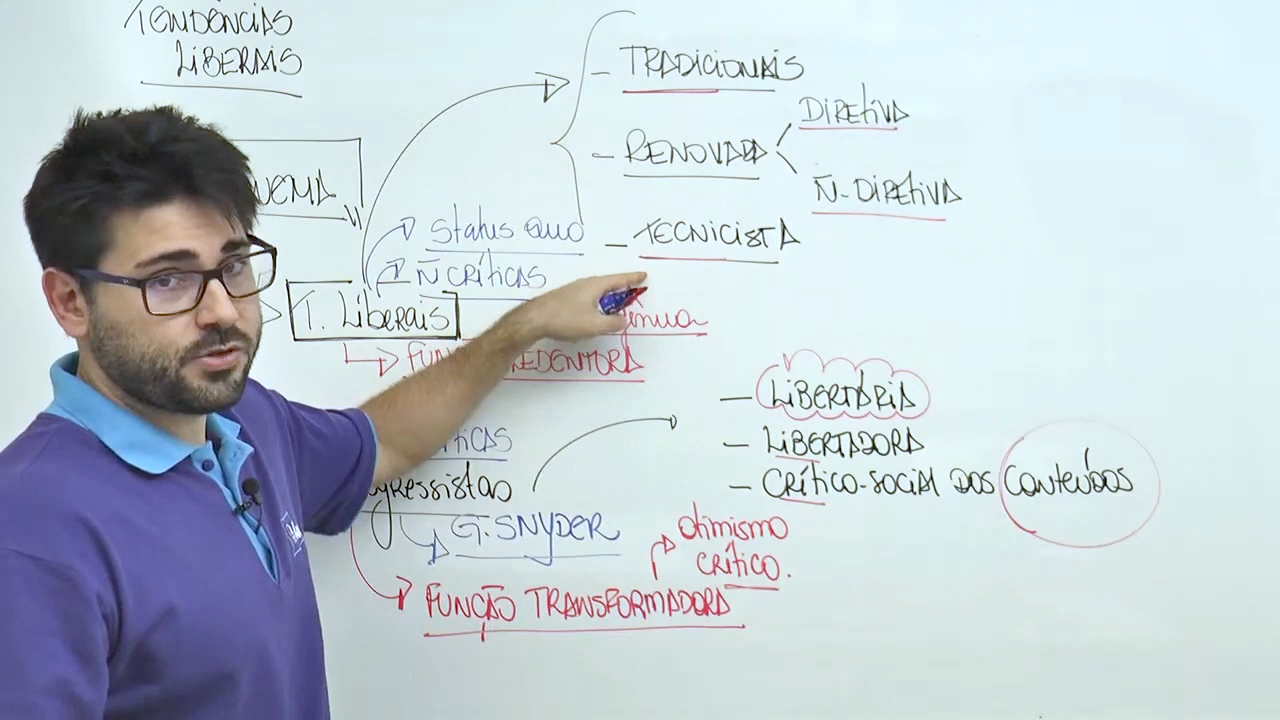 TENDÊNCIAS
LIBERAIS
- TRADICIONAIS
DIRETIVA
- RENOVADA
Ñ-DIRETIVA
- TECNICISTA
Status Quo
Ñ CRÍTICAS
T. LIBERAIS
REDENTORA
- LIBERTÁRIA
- LIBERTADORA
- CRÍTICO-SOCIAL DOS CONTEÚDOS
G. SNYDER
Otimismo
CRÍTICO.
FUNÇÃO TRANSFORMADORA